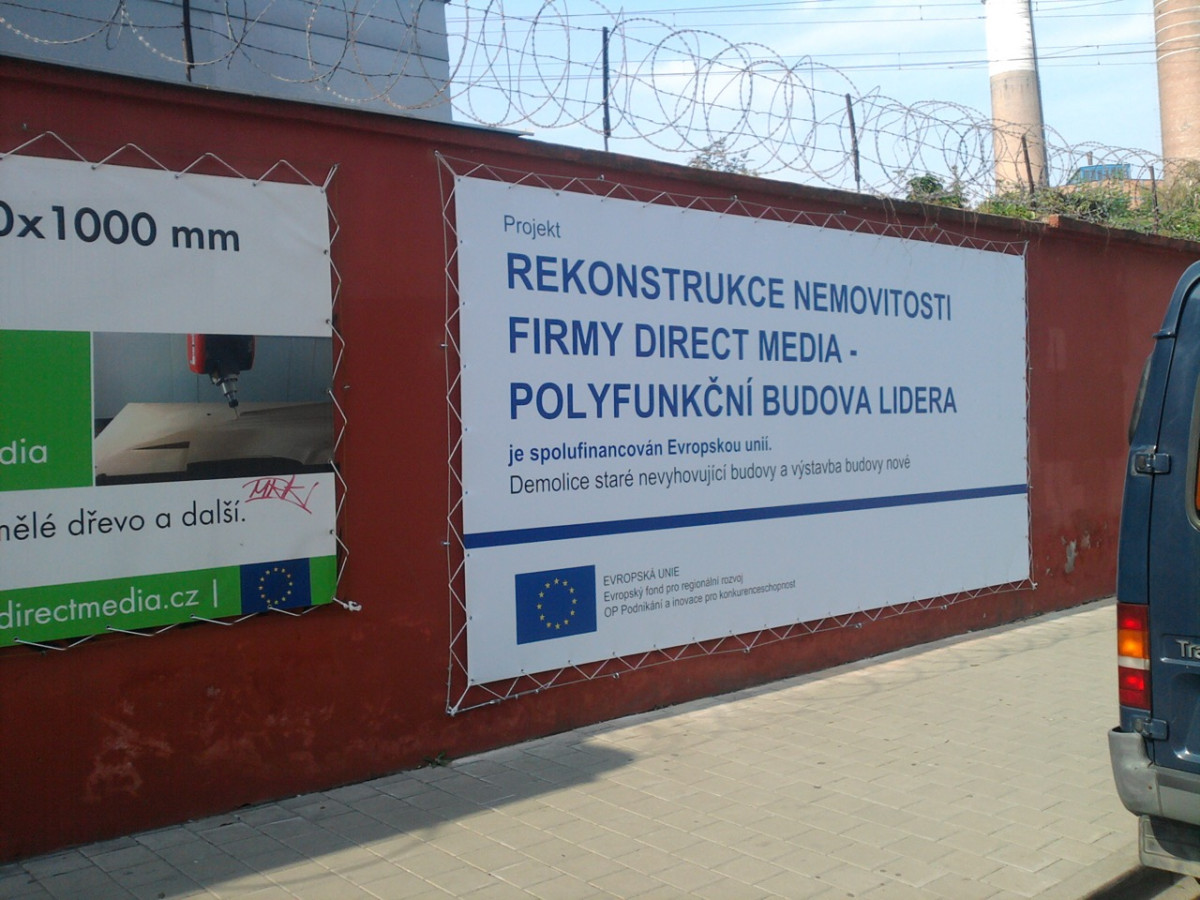 0x1000 mm
dia
mělé dřevo a další.
directmedia.cz |
Projekt
REKONSTRUKCE NEMOVITOSTI
FIRMY DIRECT MEDIA -
POLYFUNKČNÍ BUDOVA LIDERA
je spolufinancován Evropskou unií.
Demolice staré nevyhovující budovy a výstavba budovy nové
EVROPSKÁ UNIE
Evropský fond pro regionální rozvoj
OP Podnikání a inovace pro konkurenceschopnost
Tra